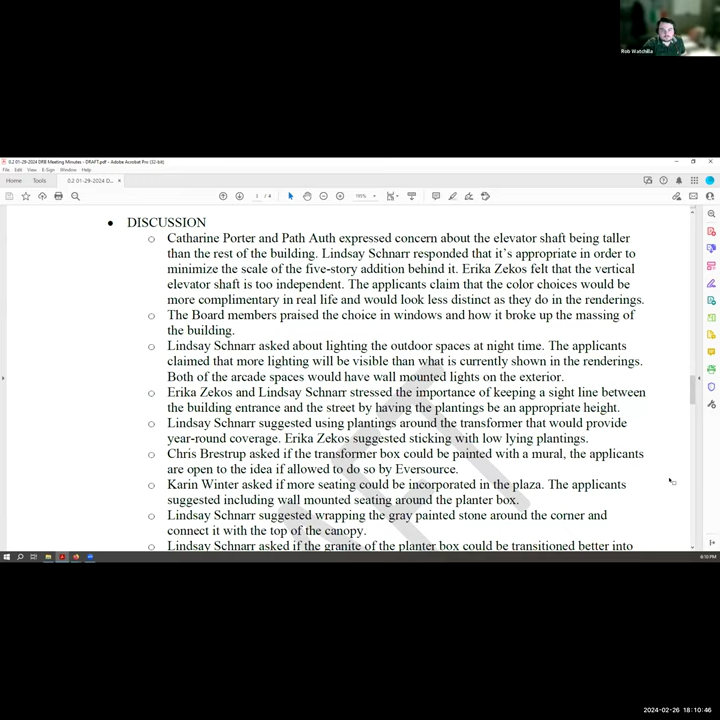 Rob Watchilla
0.2 01-29-2024 DRB Meeting Minutes - DRAFT.pdf - Adobe Acrobat Pro (32-bit)
File Edit View E-Sign Window Help
Home Tools 0.2 01-29-2024 D...
/ 4
DISCUSSION
Catharine Porter and Path Auth expressed concern about the elevator shaft being taller
than the rest of the building. Lindsay Schnarr responded that it's appropriate in order to
minimize the scale of the five-story addition behind it. Erika Zekos felt that the vertical
elevator shaft is too independent. The applicants claim that the color choices would be
more complimentary in real life and would look less distinct as they do in the renderings.
The Board members praised the choice in windows and how it broke up the massing of
the building.
Lindsay Schnarr asked about lighting the outdoor spaces at night time. The applicants
claimed that more lighting will be visible than what is currently shown in the renderings.
Both of the arcade spaces would have wall mounted lights on the exterior.
Erika Zekos and Lindsay Schnarr stressed the importance of keeping a sight line between
the building entrance and the street by having the plantings be an appropriate height.
Lindsay Schnarr suggested using plantings around the transformer that would provide
year-round coverage. Erika Zekos suggested sticking with low lying plantings.
Chris Brestrup asked if the transformer box could be painted with a mural, the applicants
are open to the idea if allowed to do so by Eversource.
Karin Winter asked if more seating could be incorporated in the plaza. The applicants
suggested including wall mounted seating around the planter box.
Lindsay Schnarr suggested wrapping the gray painted stone around the corner and
connect it with the top of the canopy.
Lindsay Schnarr asked if the granite of the planter box could be transitioned better into
6:10 PM
2024-02-26 18:10:46